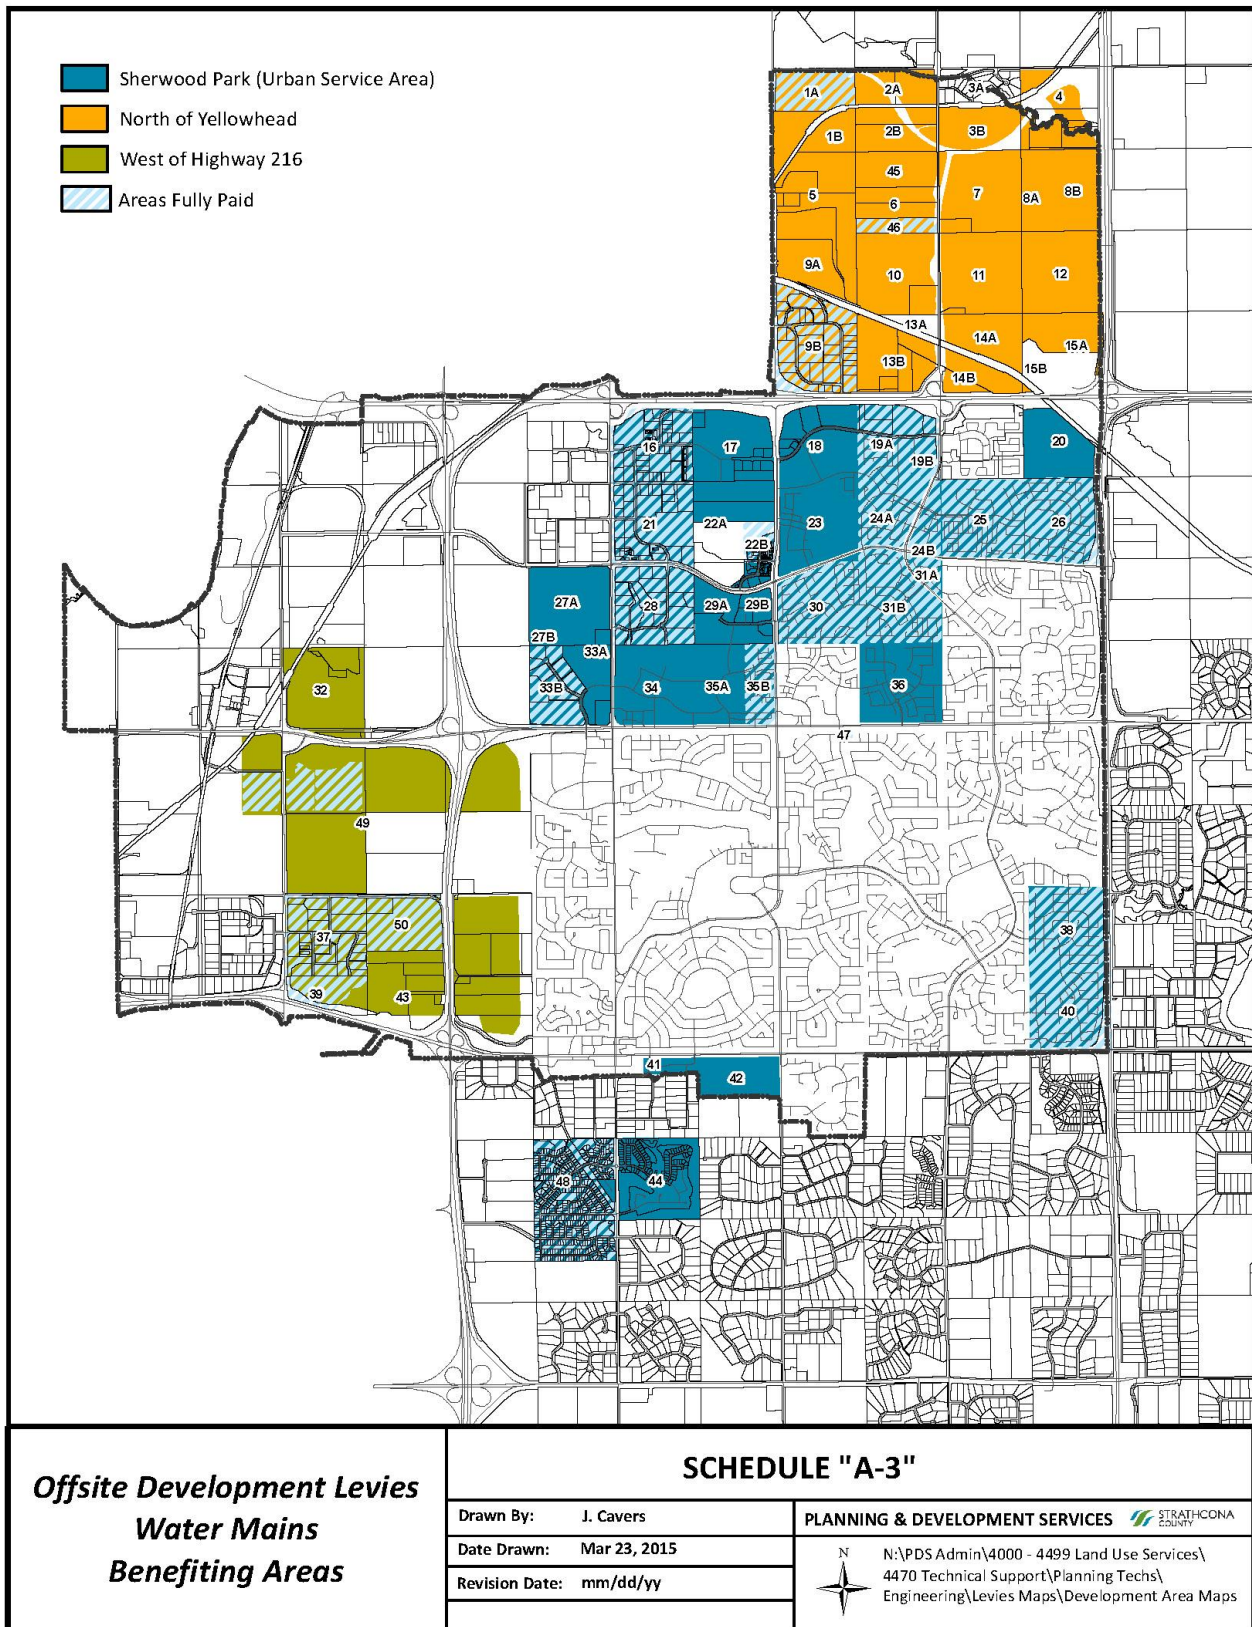 Sherwood Park (Urban Service Area)
North of Yellowhead
West of Highway 216
Areas Fully Paid
1A
2A
3A
4
1B
2B
3B
45
5
6
7
8A
8B
46
9A
10
11
12
13A
14A
15A
9B
13B
14B
15B
16
17
18
19A
19B
20
21
22A
22B
23
24A
24B
25
26
27A
27B
28
29A
29B
30
31A
31B
32
33A
33B
34
35A
35B
36
47
49
37
50
38
39
43
40
41
42
48
44
Offsite Development Levies
Water Mains
Benefiting Areas
SCHEDULE "A-3"
Drawn By: J. Cavers
Date Drawn: Mar 23, 2015
Revision Date: mm/dd/yy
PLANNING & DEVELOPMENT SERVICES
STRATHCONA
COUNTY
N
N:\PDS Admin\4000 - 4499 Land Use Services\
4470 Technical Support\Planning Techs\
Engineering\Levies Maps\Development Area Maps